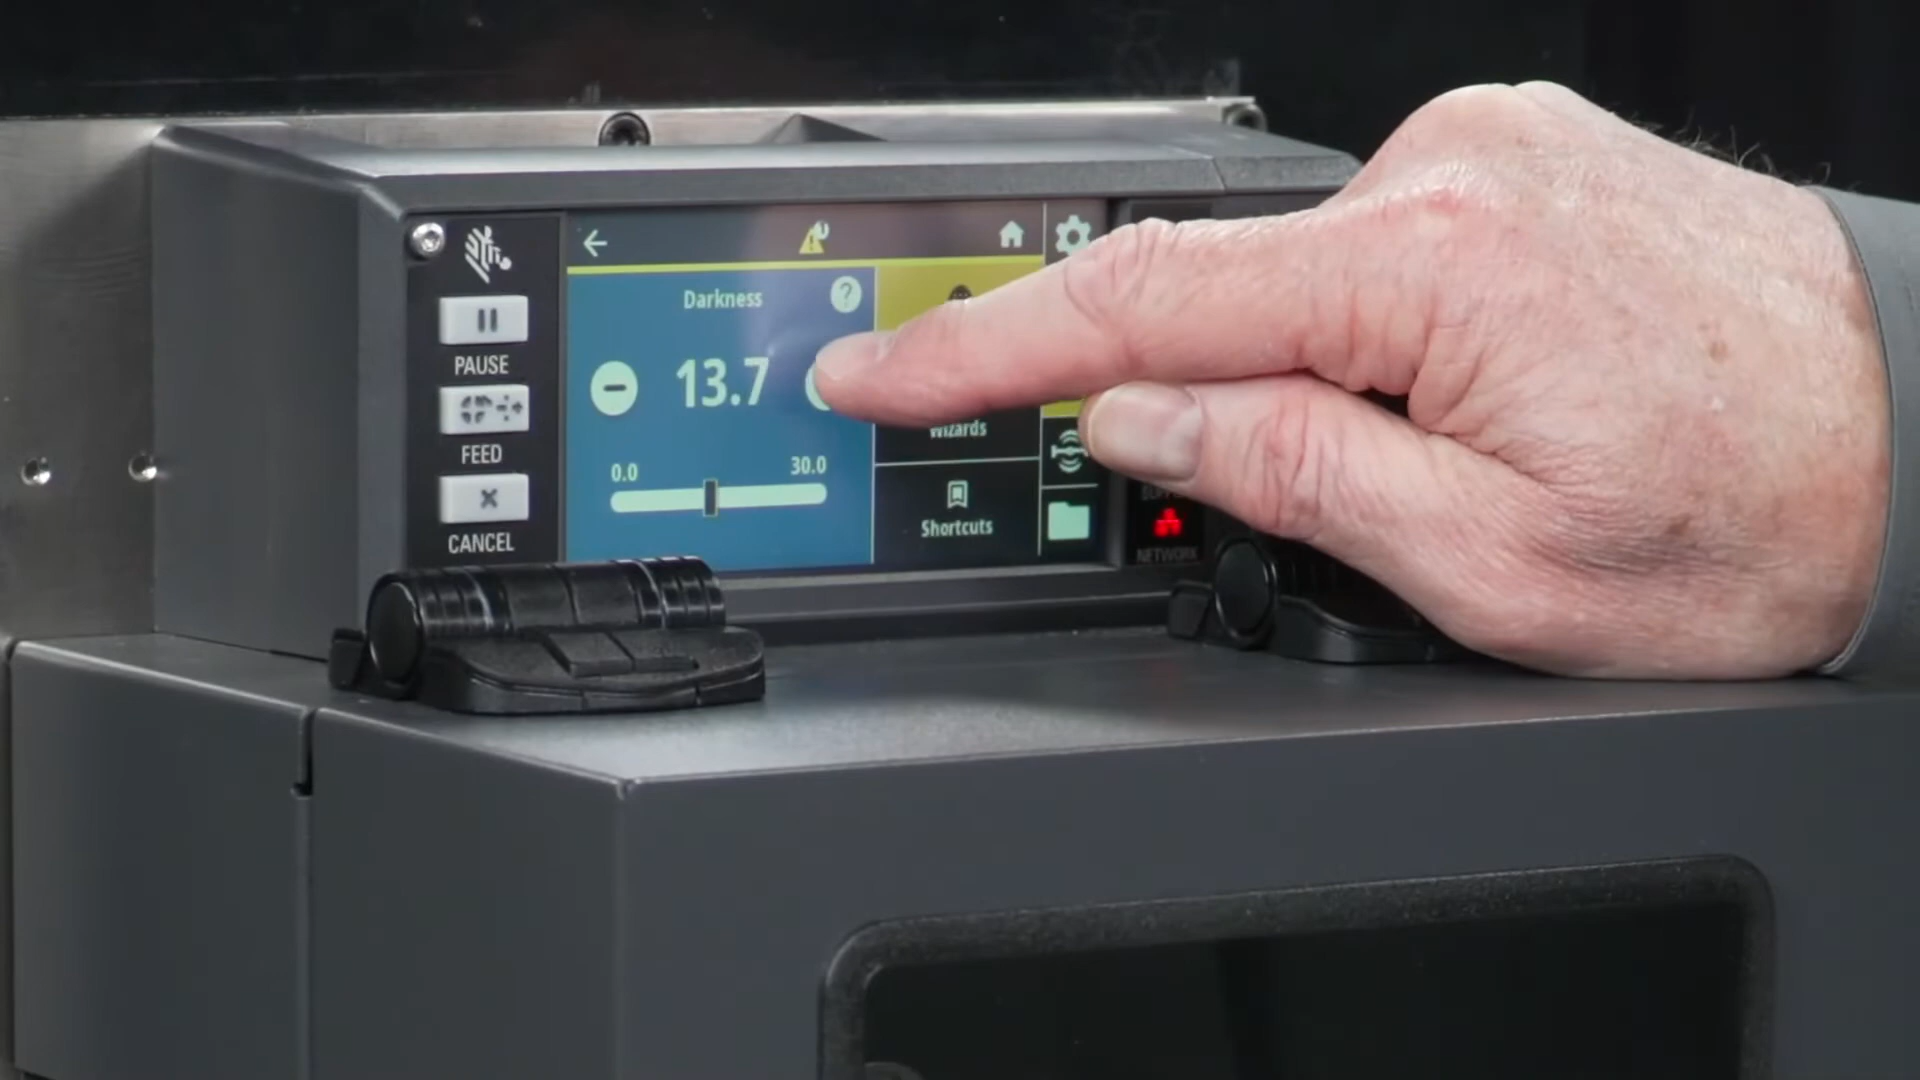 PAUSE
FEED
CANCEL
Darkness
?
13.7
0.0
30.0
Wizards
Shortcuts
NETWORK